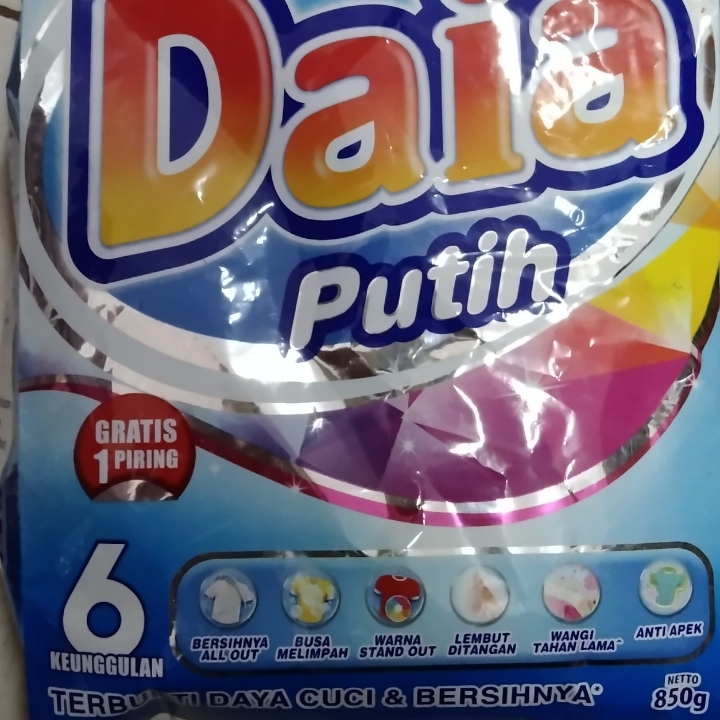 Daia
Putih
GRATIS
1 PIRING
6
KEUNGGULAN
BERSIHNYA
ALL OUT
BUSA
MELIMPAH
WARNA
STAND OUT
LEMBUT
DITANGAN
WANGI
TAHAN LAMA^
ANTI APEK
TERBUKTI DAYA CUCI & BERSIHNYA*
NETTO
850g